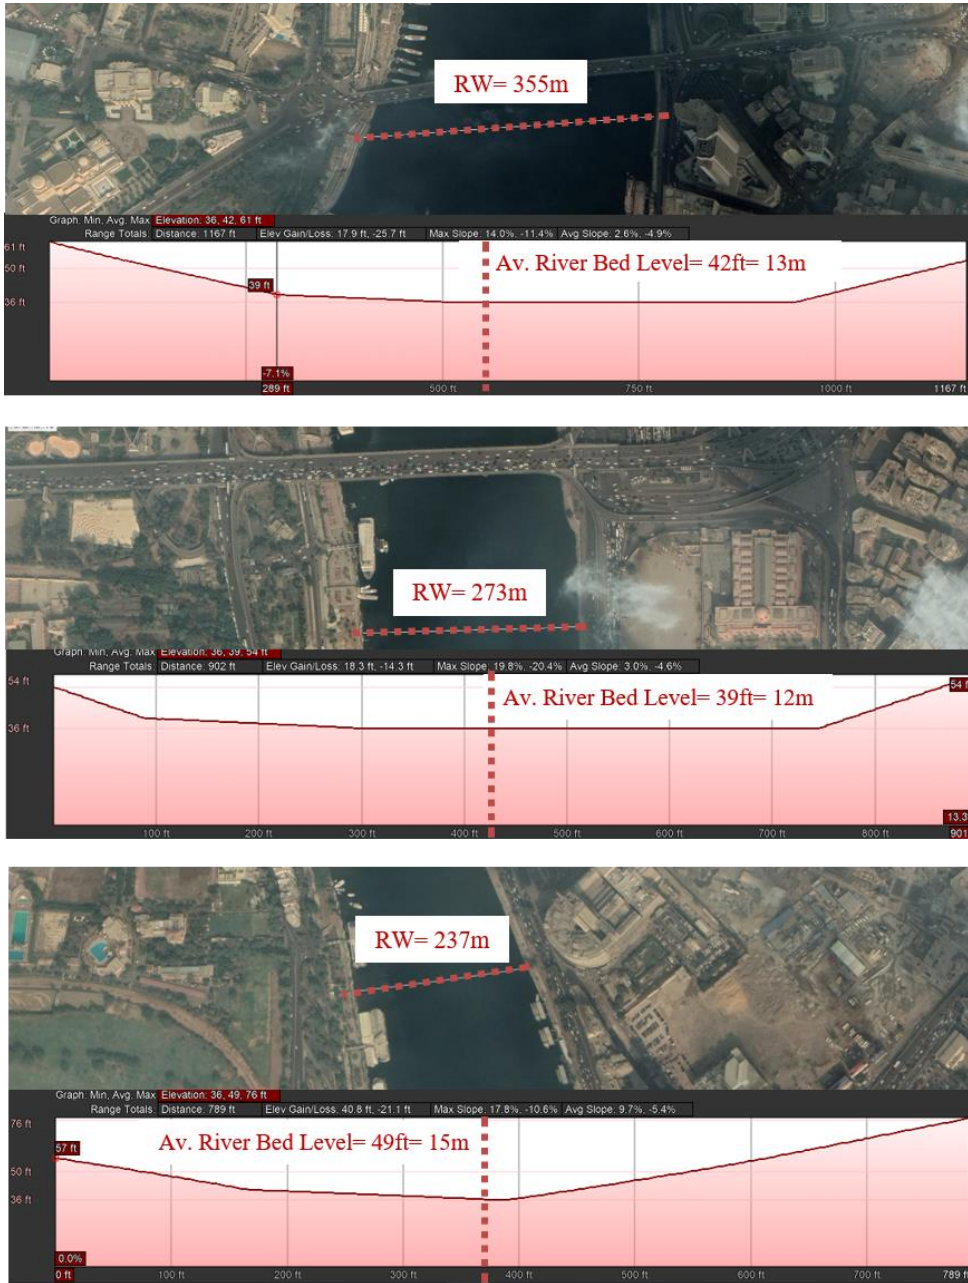 RW= 355m
Graph: Min, Avg, Max Elevation: 36, 42, 61 ft
Range Totals: Distance: 1167 ft Elev Gain/Loss: 17.9 ft, -25.7 ft Max Slope: 14.0%, -11.4% Avg Slope: 2.6%, -4.9%
61 ft
Av. River Bed Level= 42ft= 13m
50 ft
39 ft
36 ft
-7.1%
289 ft 500 ft 750 ft 1000 ft 1167 ft
RW= 273m
Graph: Min, Avg, Max Elevation: 36, 39, 54 ft
Range Totals: Distance: 902 ft Elev Gain/Loss: 18.3 ft, -14.3 ft Max Slope: 19.8%, -20.4% Avg Slope: 3.0%, -4.6%
54 ft 54 ft
Av. River Bed Level= 39ft= 12m
36 ft
13.3
100 ft 200 ft 300 ft 400 ft 500 ft 600 ft 700 ft 800 ft 901
RW= 237m
Graph: Min, Avg, Max Elevation: 36, 49, 76 ft
Range Totals: Distance: 789 ft Elev Gain/Loss: 40.8 ft, -21.1 ft Max Slope: 17.8%, -10.6% Avg Slope: 9.7%, -5.4%
76 ft
Av. River Bed Level= 49ft= 15m
57 ft
50 ft
36 ft
0.0%
0 ft 100 ft 200 ft 300 ft 400 ft 500 ft 600 ft 700 ft 789 ft